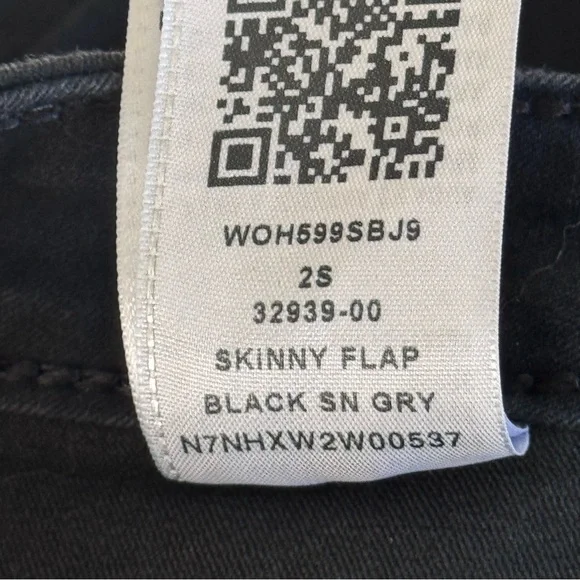 WOH599SBJ9
2S
32939-00
SKINNY FLAP
BLACK SN GRY
N7NHXW2W00537